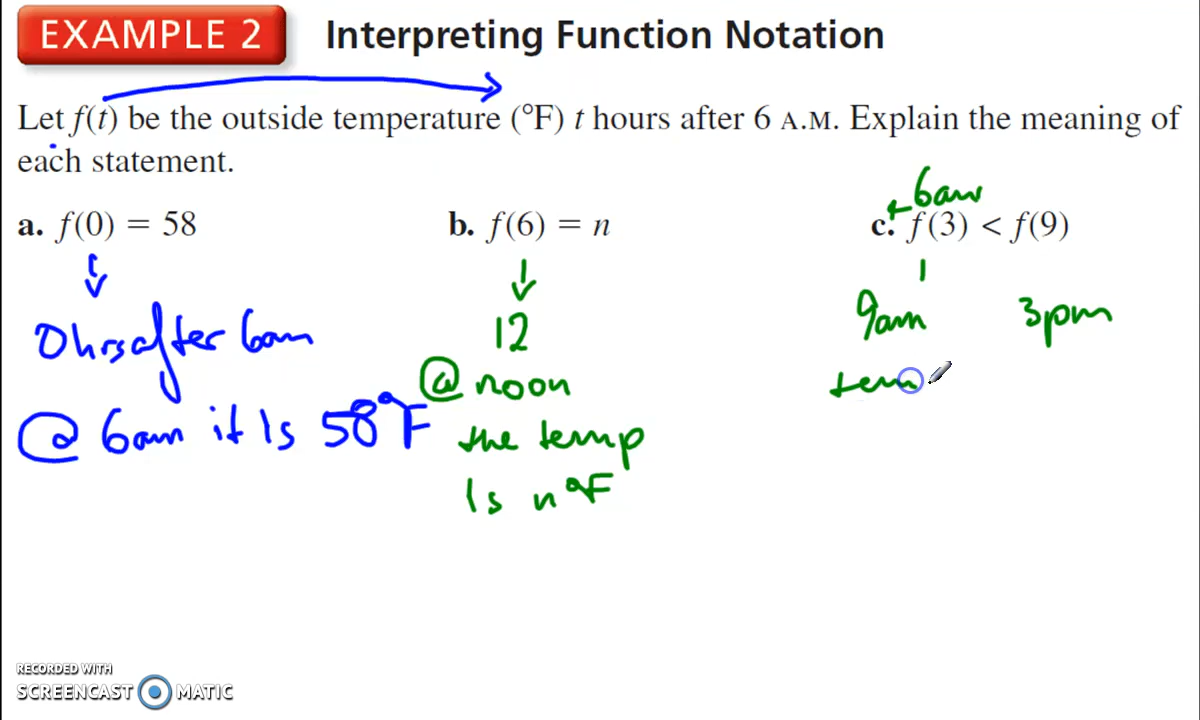 EXAMPLE 2 Interpreting Function Notation
Let f(t) be the outside temperature (°F) t hours after 6 A.M. Explain the meaning of
each statement.
6am
a. f(0) = 58 b. f(6) = n c. f(3) < f(9)
0hrs after 6am
@ 6am it is 58°F
12
@ noon
the temp
is n°F
9am 3pm
tem
RECORDED WITH
SCREENCAST MATIC